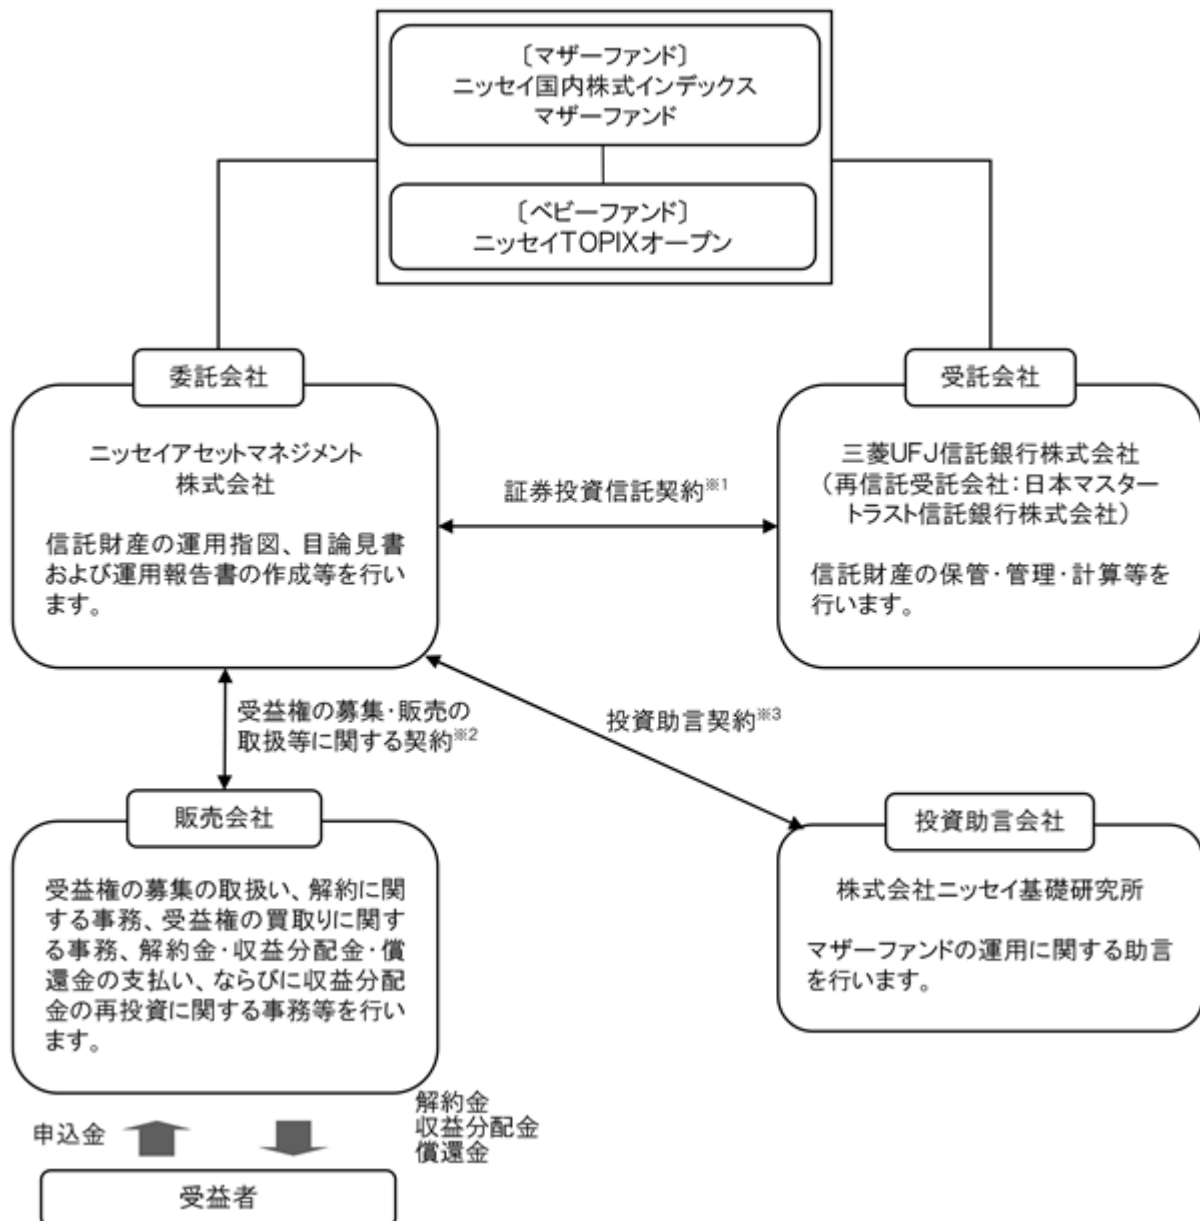 〔マザーファンド〕
ニッセイ国内株式インデックス
マザーファンド
〔ベビーファンド〕
ニッセイTOPIXオープン
委託会社
ニッセイアセットマネジメント
株式会社
信託財産の運用指図、目論見書
および運用報告書の作成等を行い
ます。
証券投資信託契約※1
受託会社
三菱UFJ信託銀行株式会社
（再信託受託会社：日本マスター
トラスト信託銀行株式会社）
信託財産の保管・管理・計算等を
行います。
受益権の募集・販売の
取扱等に関する契約※2
投資助言契約※3
販売会社
受益権の募集の取扱い、解約に関
する事務、受益権の買取りに関す
る事務、解約金・収益分配金・償
還金の支払い、ならびに収益分配
金の再投資に関する事務等を行い
ます。
投資助言会社
株式会社ニッセイ基礎研究所
マザーファンドの運用に関する助言
を行います。
申込金
解約金
収益分配金
償還金
受益者